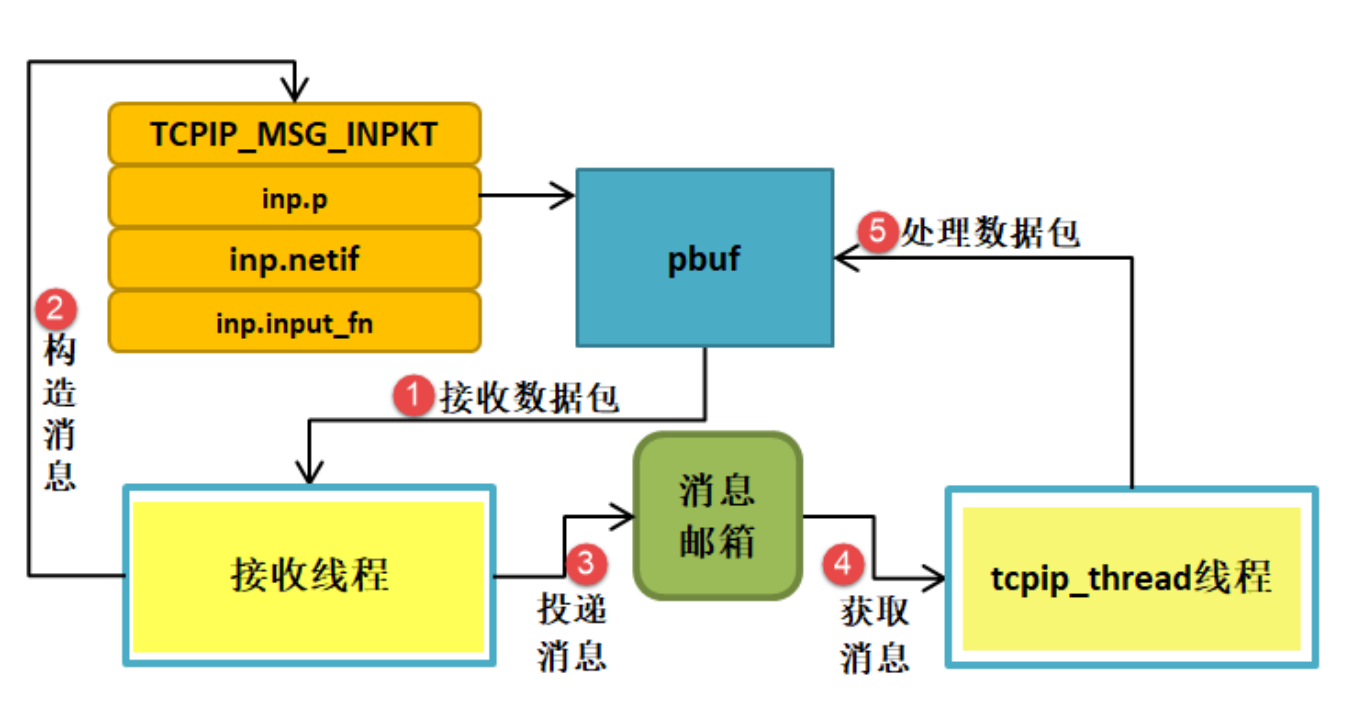 TCPIP_MSG_INPKT
inp.p
inp.netif
inp.input_fn
pbuf
5 处理数据包
2
构
造
消
息
1 接收数据包
接收线程
3
投递
消息
消息
邮箱
4
获取
消息
tcpip_thread线程